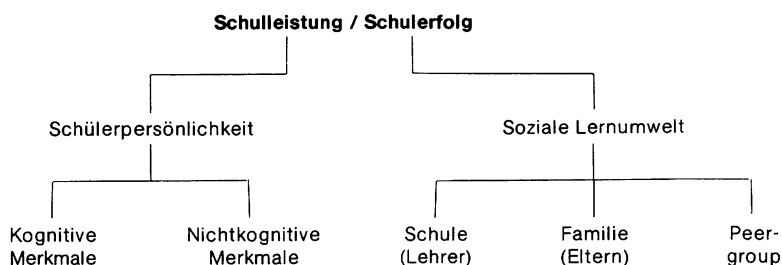 Schulleistung / Schulerfolg
Schülerpersönlichkeit
Soziale Lernumwelt
Kognitive Merkmale
Nichtkognitive Merkmale
Schule (Lehrer)
Familie (Eltern)
Peer-group